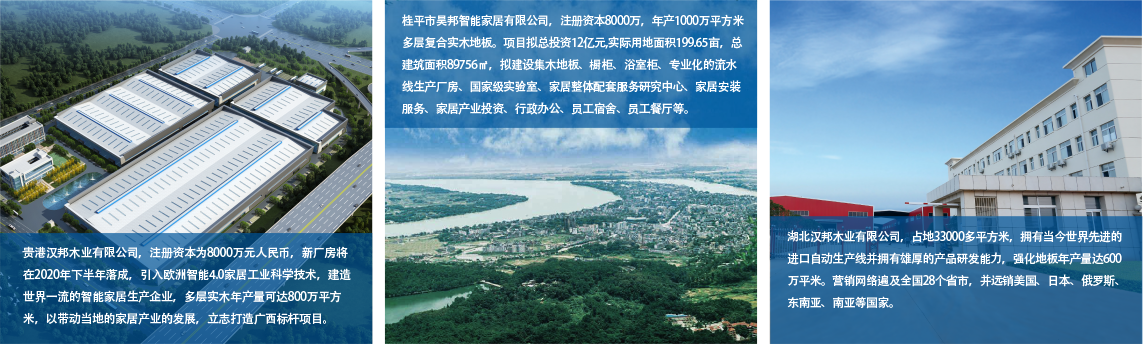 贵港汉邦木业有限公司，注册资本为8000万元人民币，新厂房将
在2020年下半年落成，引入欧洲智能4.0家居工业科学技术，建造
世界一流的智能家居生产企业，多层实木年产量可达800万平方
米，以带动当地的家居产业的发展，立志打造广西标杆项目。
桂平市昊邦智能家居有限公司，注册资本8000万，年产1000万平方米
多层复合实木地板。项目拟总投资12亿元,实际用地面积199.65亩，总
建筑面积89756㎡，拟建设集木地板、橱柜、浴室柜、专业化的流水
线生产厂房、国家级实验室、家居整体配套服务研究中心、家居安装
服务、家居产业投资、行政办公、员工宿舍、员工餐厅等。
湖北汉邦木业有限公司，占地33000多平方米，拥有当今世界先进的
进口自动生产线并拥有雄厚的产品研发能力，强化地板年产量达600
万平米。营销网络遍及全国28个省市，并远销美国、日本、俄罗斯、
东南亚、南亚等国家。